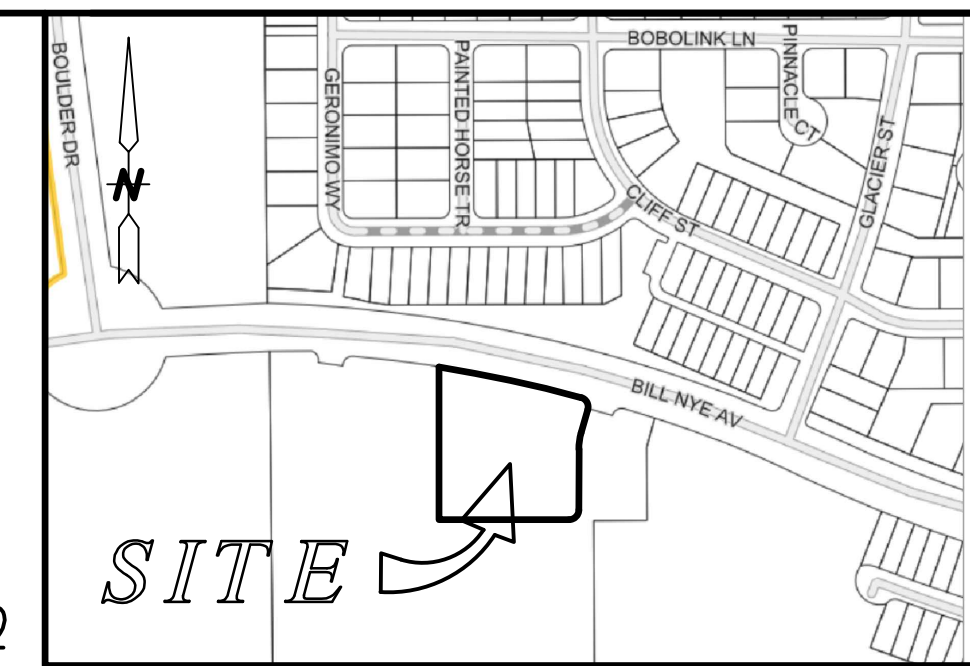 BOULDER DR
N
GERONIMO WY
PAINTED HORSE TR
BOBOLINK LN
PINNACLE CT
GLACIER ST
CLIFF ST
BILL NYE AV
SITE